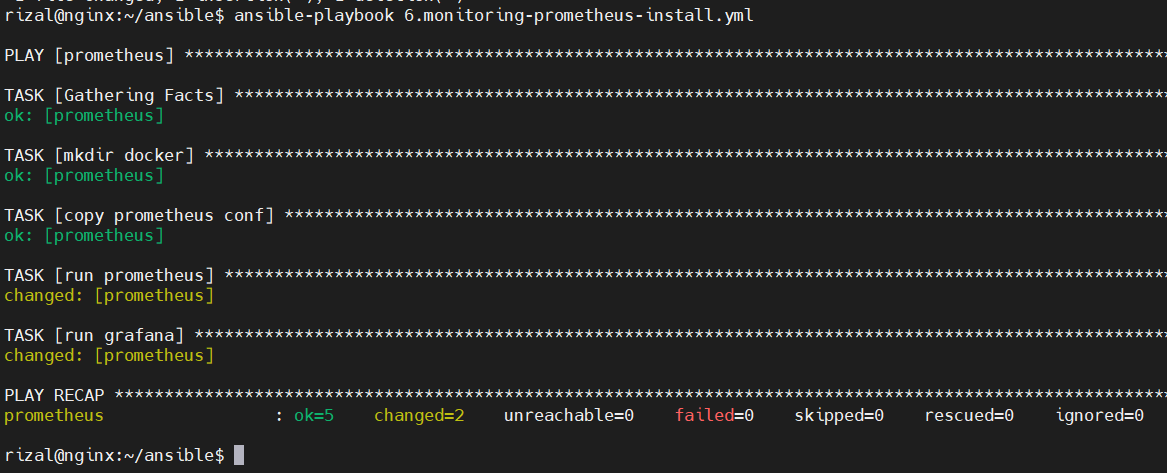 rizal@nginx:~/ansible$ ansible-playbook 6.monitoring-prometheus-install.yml
PLAY [prometheus] ***************************************************************************************************
TASK [Gathering Facts] **********************************************************************************************
ok: [prometheus]
TASK [mkdir docker] *************************************************************************************************
ok: [prometheus]
TASK [copy prometheus conf] *****************************************************************************************
ok: [prometheus]
TASK [run prometheus] ***********************************************************************************************
changed: [prometheus]
TASK [run grafana] **************************************************************************************************
changed: [prometheus]
PLAY RECAP **********************************************************************************************************
prometheus                 : ok=5    changed=2    unreachable=0    failed=0    skipped=0    rescued=0    ignored=0
rizal@nginx:~/ansible$